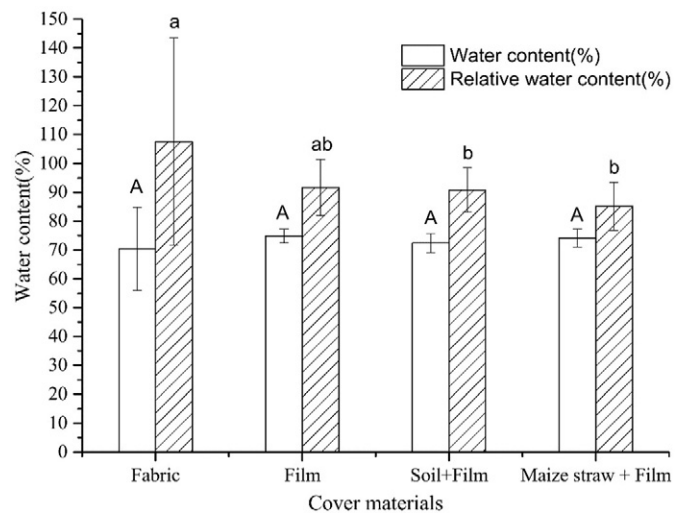 150
140
130
120
110
100
90
80
70
60
50
40
30
20
10
0
Water content(%)
Water content(%)
Relative water content(%)
A
a
A
ab
A
b
A
b
Fabric
Film
Soil+Film
Maize straw + Film
Cover materials